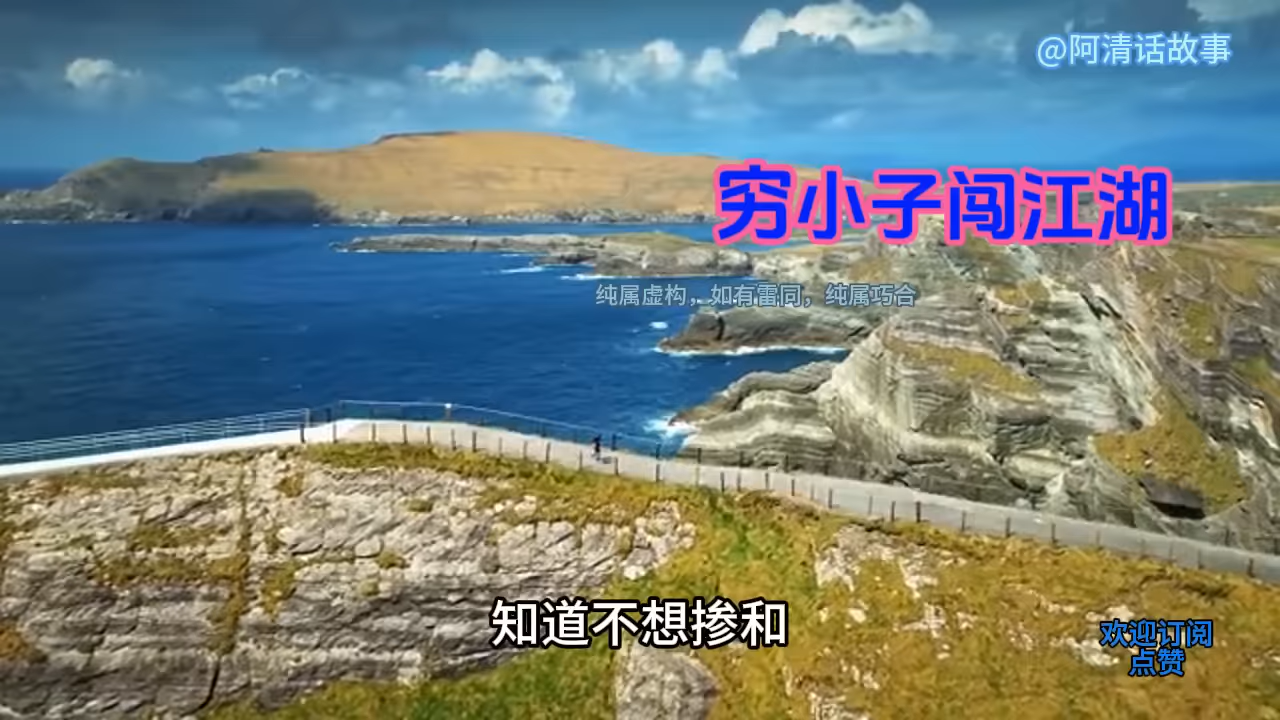 @阿清话故事
穷小子闯江湖
纯属虚构，如有雷同，纯属巧合
知道不想掺和
欢迎订阅
点赞